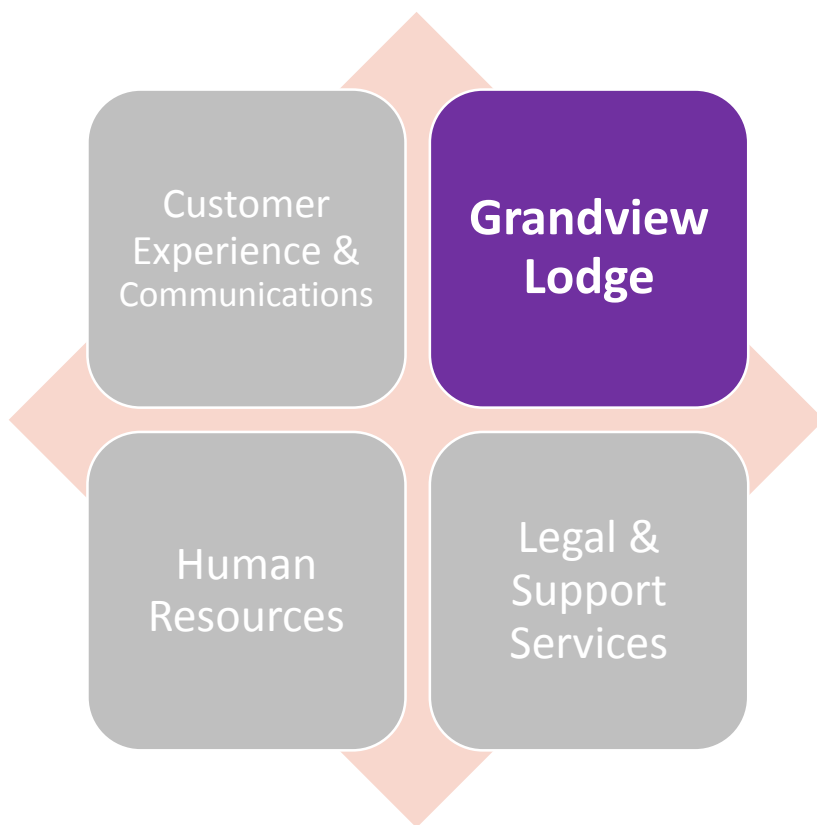 Customer
Experience &
Communications
Grandview
Lodge
Human
Resources
Legal &
Support
Services